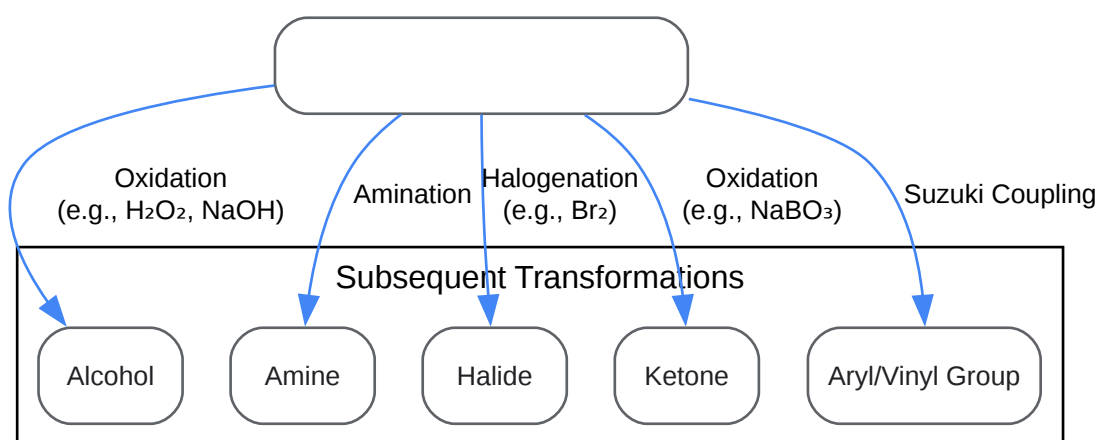 Oxidation
(e.g., H₂O₂, NaOH)
Amination
Halogenation
(e.g., Br₂)
Oxidation
(e.g., NaBO₃)
Suzuki Coupling
Subsequent Transformations
Alcohol
Amine
Halide
Ketone
Aryl/Vinyl Group